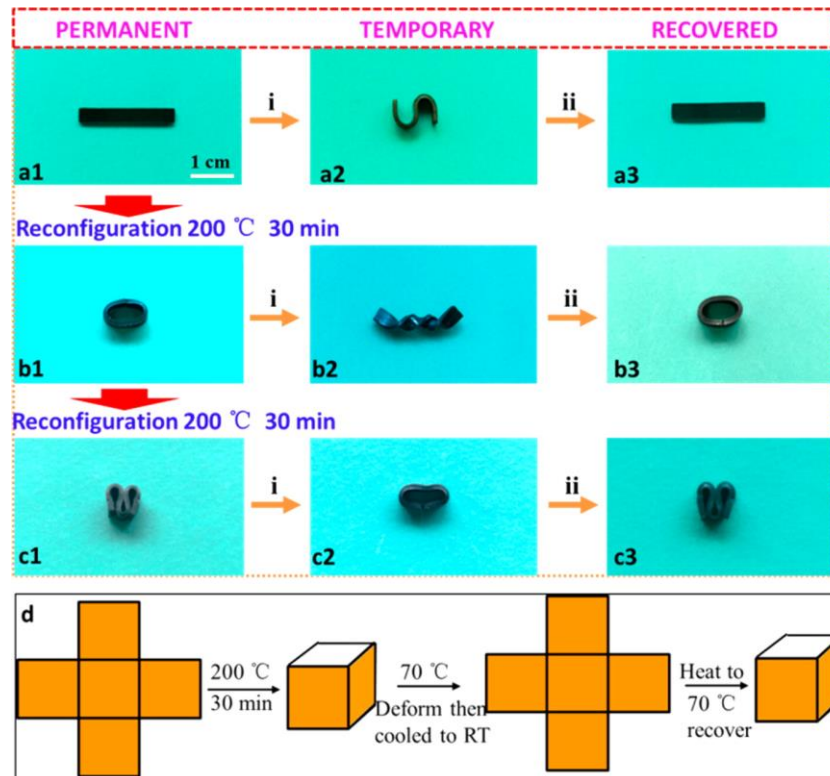 PERMANENT TEMPORARY RECOVERED
i ii
1 cm
a1 a2 a3
Reconfiguration 200 ℃ 30 min
i ii
b1 b2 b3
Reconfiguration 200 ℃ 30 min
i ii
c1 c2 c3
d
200 ℃
30 min
70 ℃
Deform then
cooled to RT
Heat to
70 ℃
recover